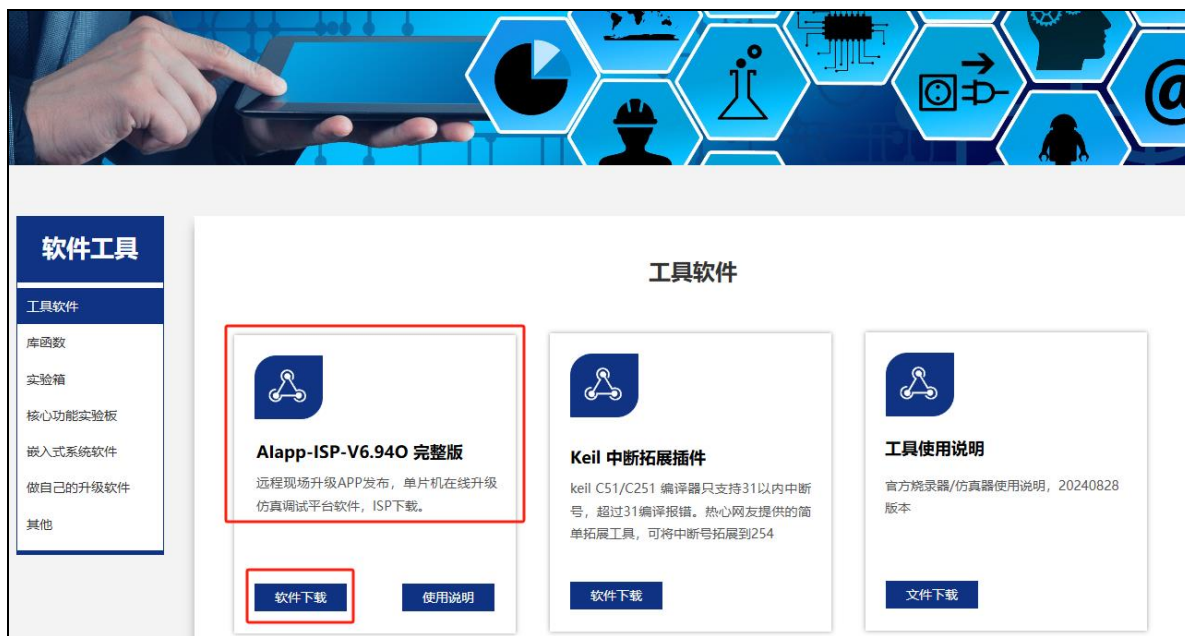 @
软件工具
工具软件
库函数
实验箱
核心功能实验板
嵌入式系统软件
做自己的升级软件
其他
工具软件
AIapp-ISP-V6.94O 完整版
远程现场升级APP发布，单片机在线升级
仿真调试平台软件，ISP下载。
软件下载
使用说明
Keil 中断拓展插件
keil C51/C251 编译器只支持31以内中断
号，超过31编译报错。热心网友提供的简
单拓展工具，可将中断号拓展到254
软件下载
工具使用说明
官方烧录器/仿真器使用说明，20240828
版本
文件下载